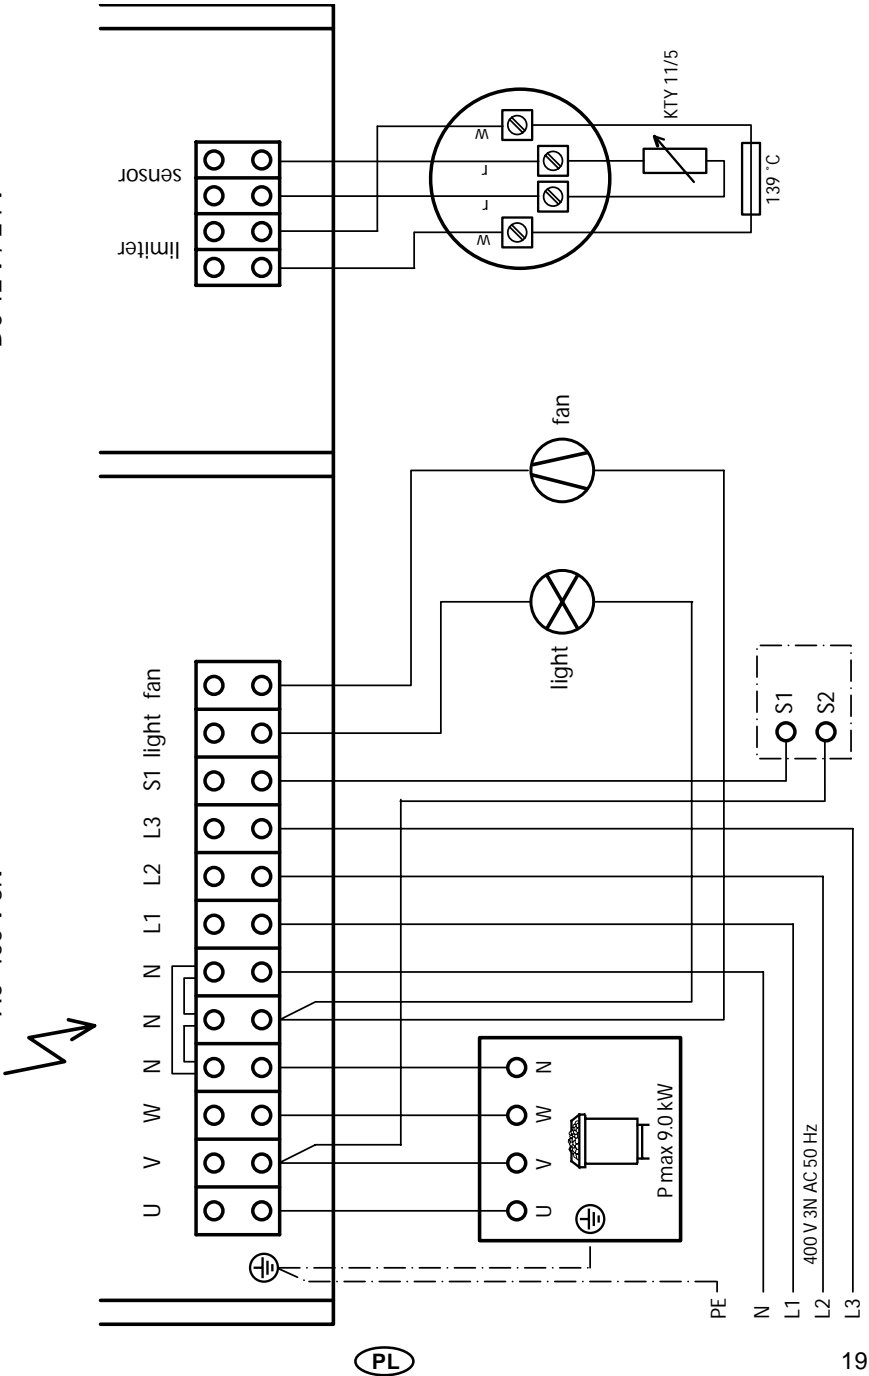 sensor
limiter
w
r
r
w
KTY 11/5
139 °C
fan
light
fan
light
S1
L3
L2
L1
N
N
N
W
V
U
S1
S2
N
W
V
U
P max 9.0 kW
400 V 3N AC 50 Hz
PE
N
L1
L2
L3
PL
19